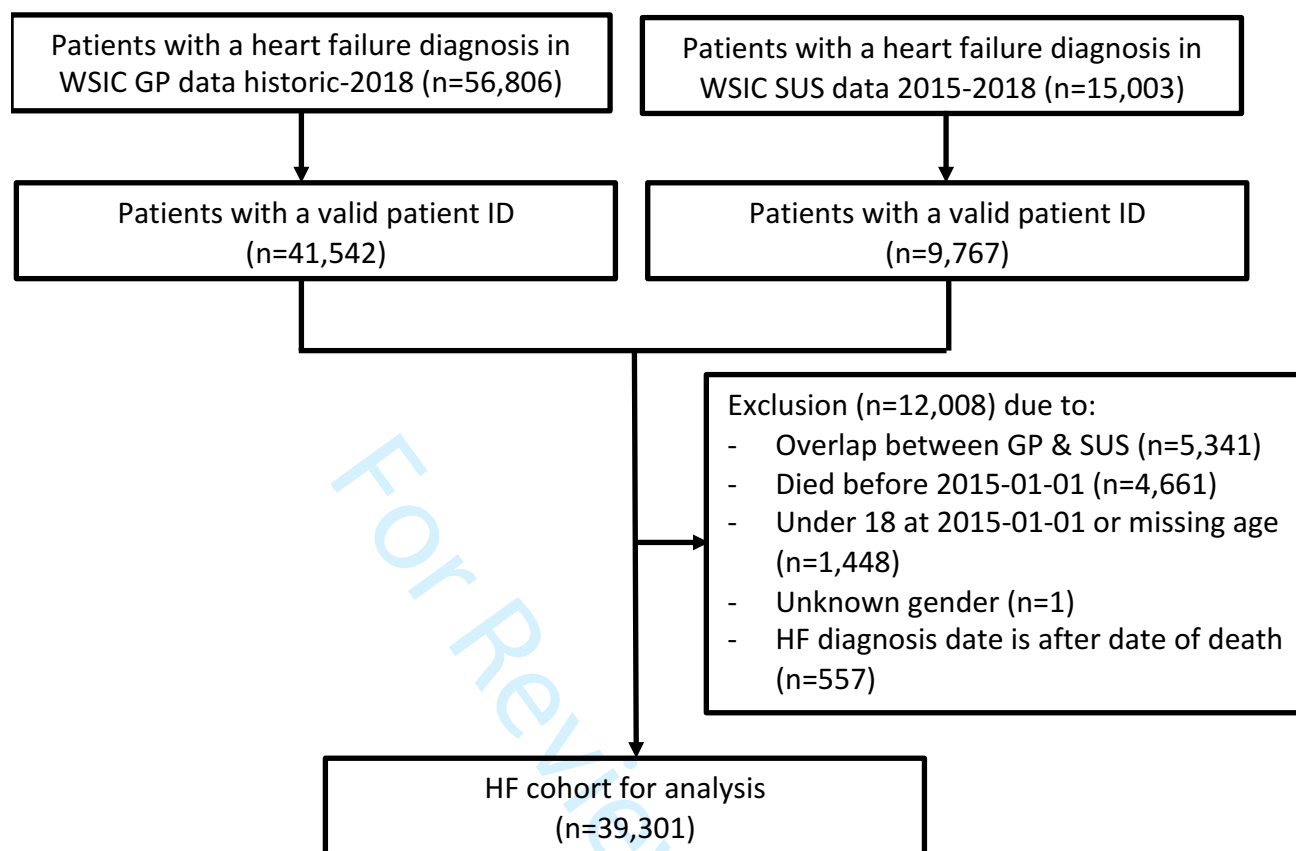 Patients with a heart failure diagnosis in
WSIC GP data historic-2018 (n=56,806)
Patients with a heart failure diagnosis in
WSIC SUS data 2015-2018 (n=15,003)
Patients with a valid patient ID
(n=41,542)
Patients with a valid patient ID
(n=9,767)
Exclusion (n=12,008) due to:
- Overlap between GP & SUS (n=5,341)
- Died before 2015-01-01 (n=4,661)
- Under 18 at 2015-01-01 or missing age
(n=1,448)
- Unknown gender (n=1)
- HF diagnosis date is after date of death
(n=557)
For Review
HF cohort for analysis
(n=39,301)